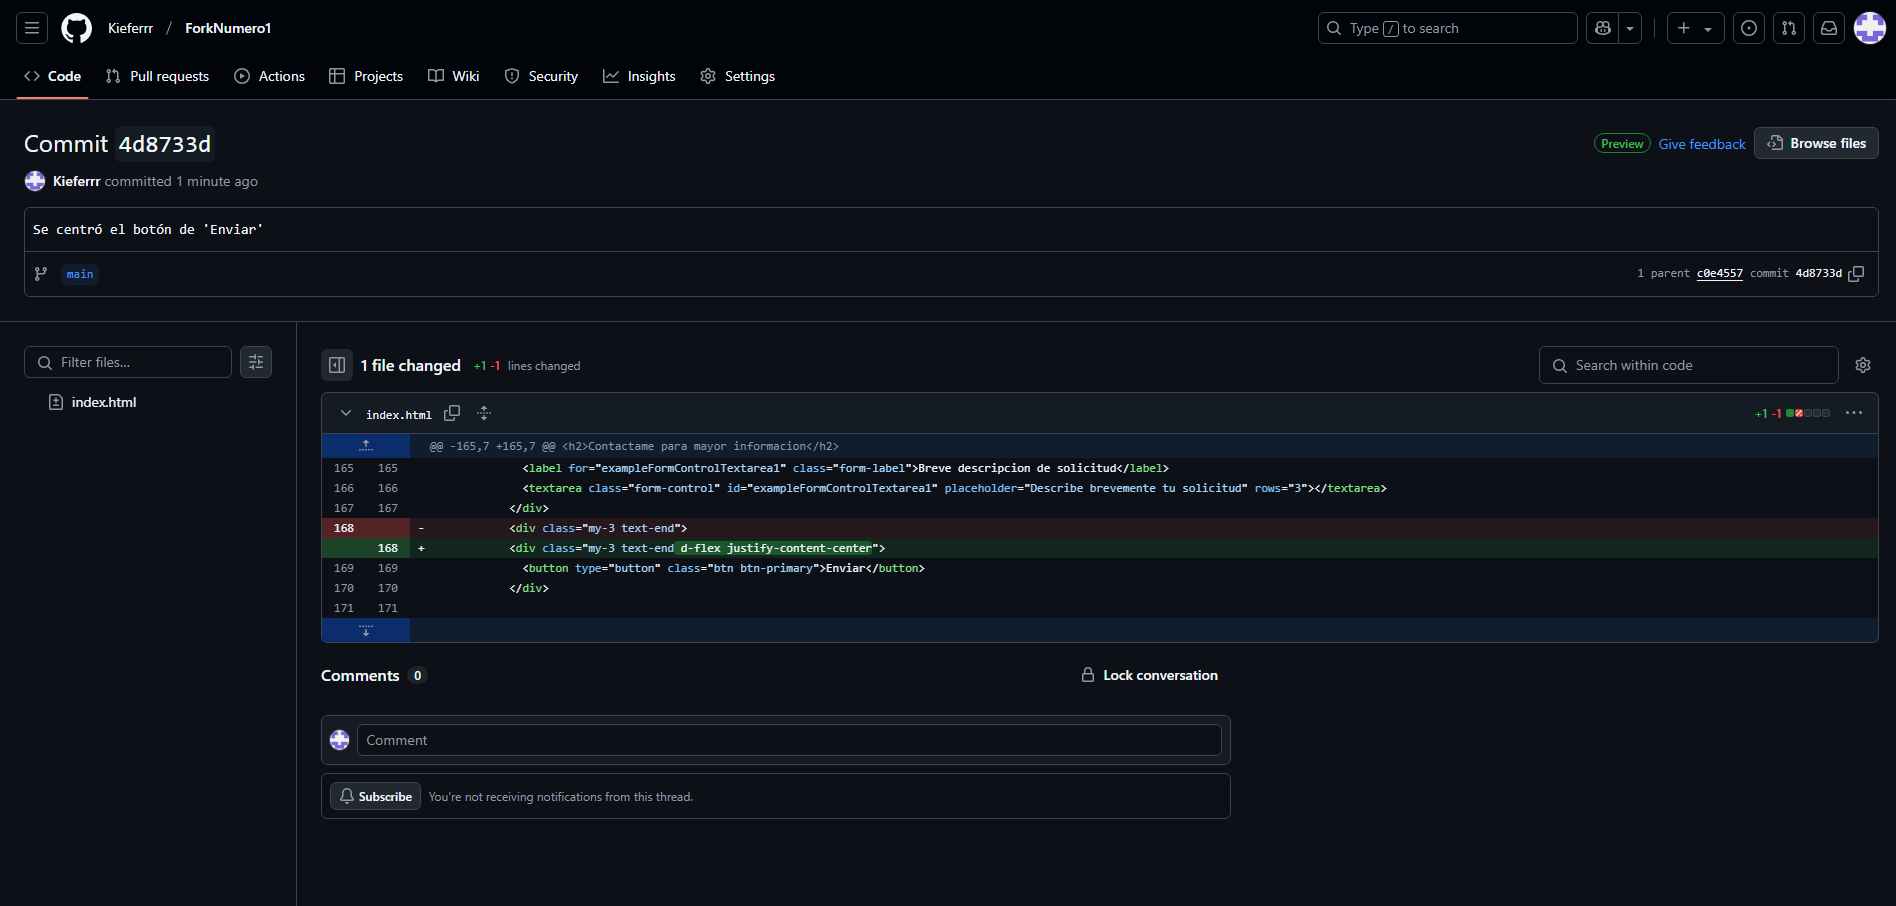 Kieferrr / ForkNumero1
Type / to search
Code Pull requests Actions Projects Wiki Security Insights Settings
Commit 4d8733d
Preview Give feedback Browse files
Kieferrr committed 1 minute ago
Se centró el botón de 'Enviar'
main
1 parent c0e4557 commit 4d8733d
Filter files...
index.html
1 file changed +1 -1 lines changed
Search within code
index.html
+1 -1
@@ -165,7 +165,7 @@ <h2>Contactame para mayor informacion</h2>
165 165 <label for="exampleFormControlTextarea1" class="form-label">Breve descripcion de solicitud</label>
166 166 <textarea class="form-control" id="exampleFormControlTextarea1" placeholder="Describe brevemente tu solicitud" rows="3"></textarea>
167 167 </div>
168 - <div class="my-3 text-end">
168 + <div class="my-3 text-end d-flex justify-content-center">
169 169 <button type="button" class="btn btn-primary">Enviar</button>
170 170 </div>
171 171
Comments 0
Lock conversation
Comment
Subscribe You're not receiving notifications from this thread.